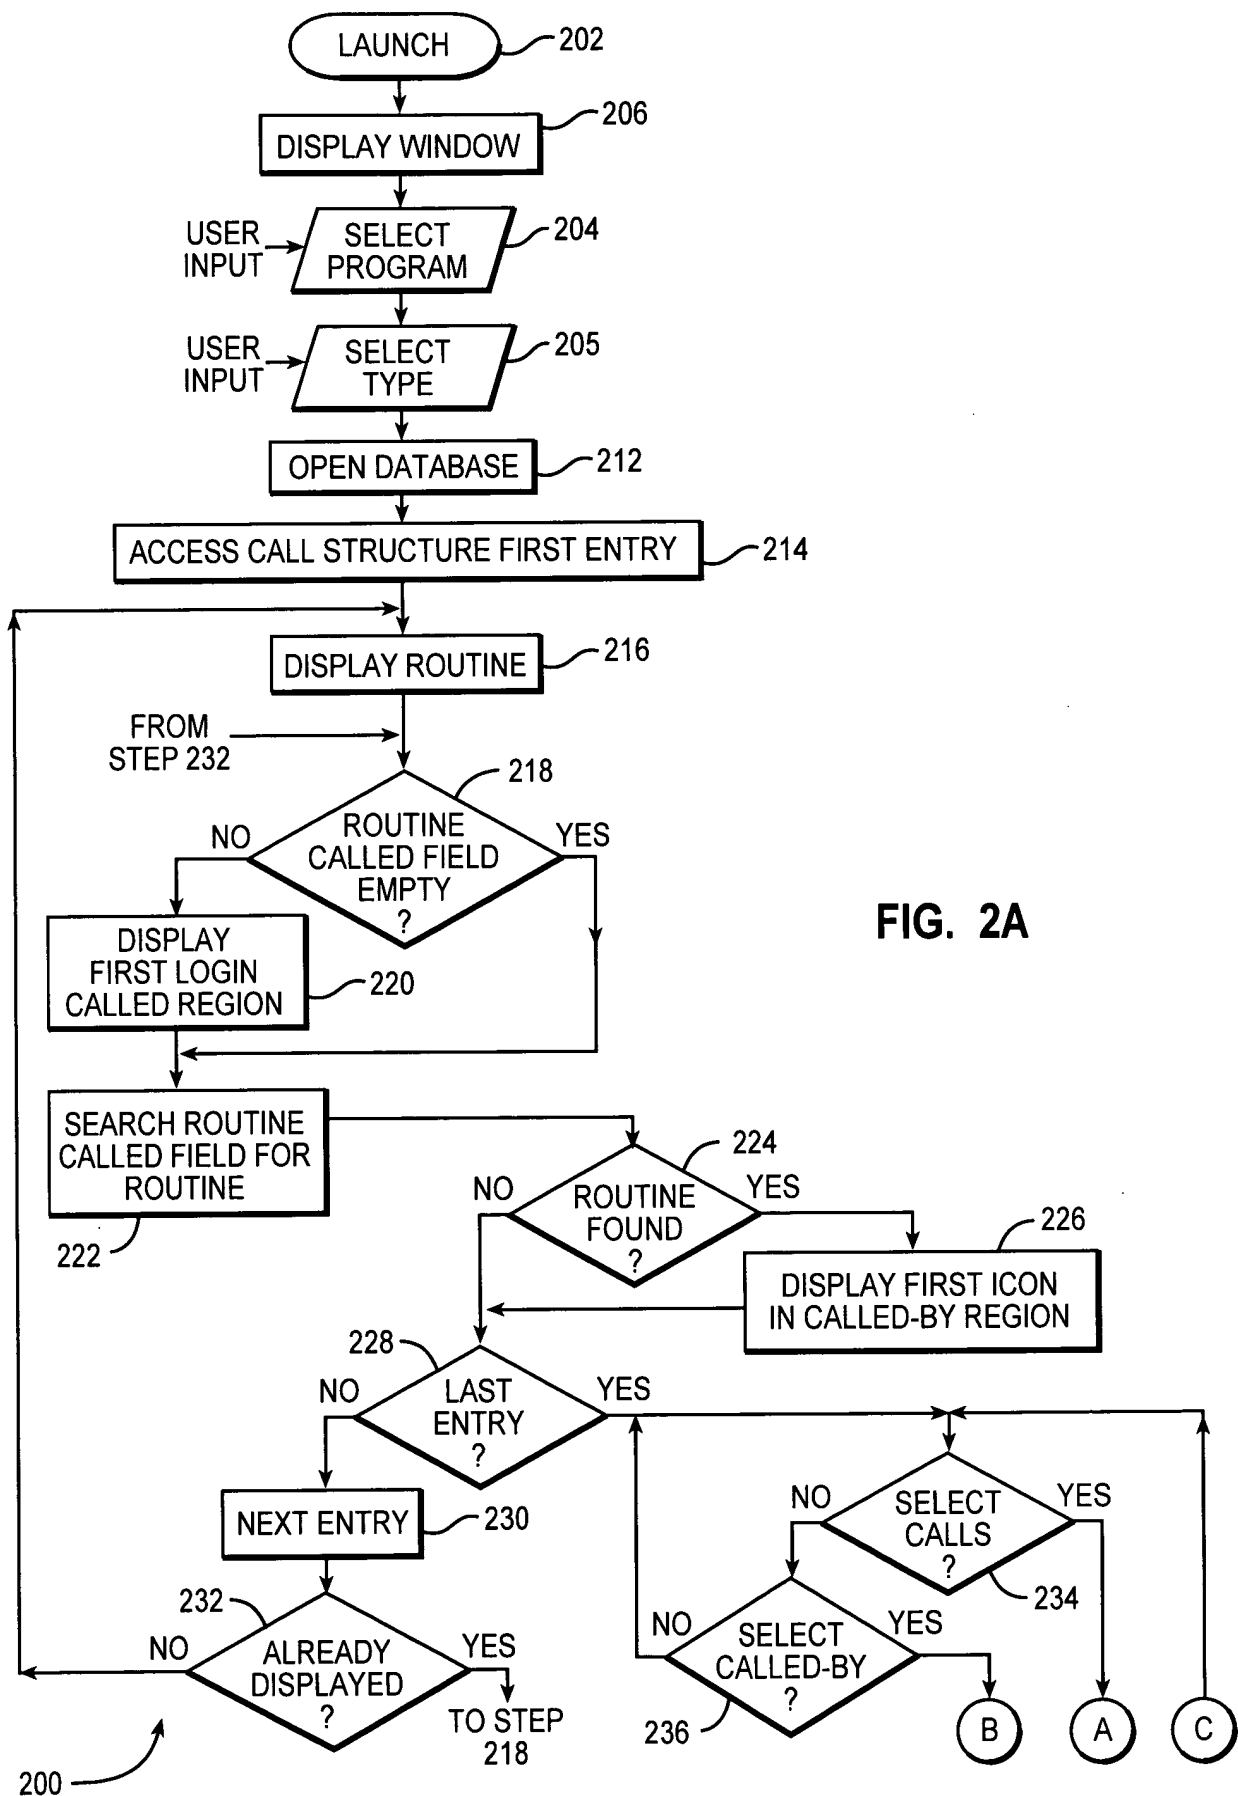 LAUNCH
202
206
DISPLAY WINDOW
USER
INPUT
SELECT
PROGRAM
204
USER
INPUT
SELECT
TYPE
205
OPEN DATABASE
212
ACCESS CALL STRUCTURE FIRST ENTRY
214
DISPLAY ROUTINE
216
FROM
STEP 232
218
NO
ROUTINE
CALLED FIELD
EMPTY
?
YES
FIG. 2A
DISPLAY
FIRST LOGIN
CALLED REGION
220
SEARCH ROUTINE
CALLED FIELD FOR
ROUTINE
222
224
NO
ROUTINE
FOUND
?
YES
226
DISPLAY FIRST ICON
IN CALLED-BY REGION
228
NO
LAST
ENTRY
?
YES
NEXT ENTRY
230
NO
SELECT
CALLS
?
YES
234
232
NO
ALREADY
DISPLAYED
?
YES
TO STEP
218
NO
SELECT
CALLED-BY
?
YES
236
B
A
C
200